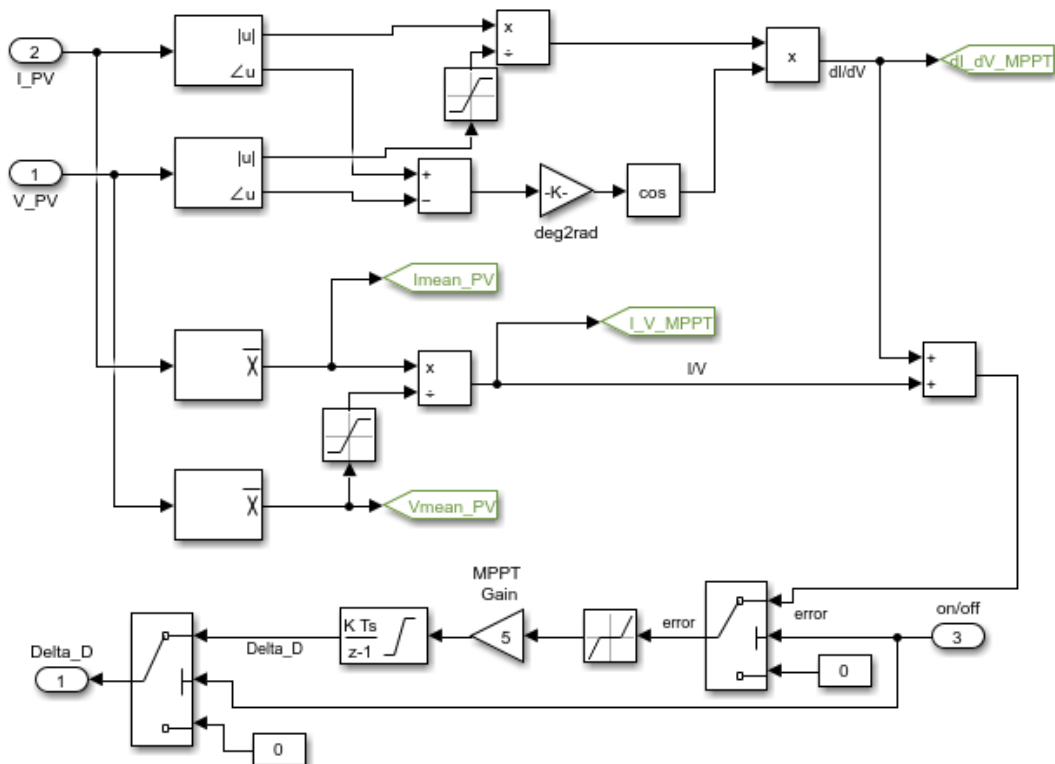 2
I_PV
|u|
∠u
x
÷
x
dI/dV
dI_dV_MPPT
1
V_PV
|u|
∠u
+
−
-K-
deg2rad
cos
Imean_PV
I_V_MPPT
x̄
x
÷
I/V
+
+
x̄
Vmean_PV
MPPT
Gain
5
K Ts
z-1
Delta_D
error
error
on/off
3
0
Delta_D
1
0